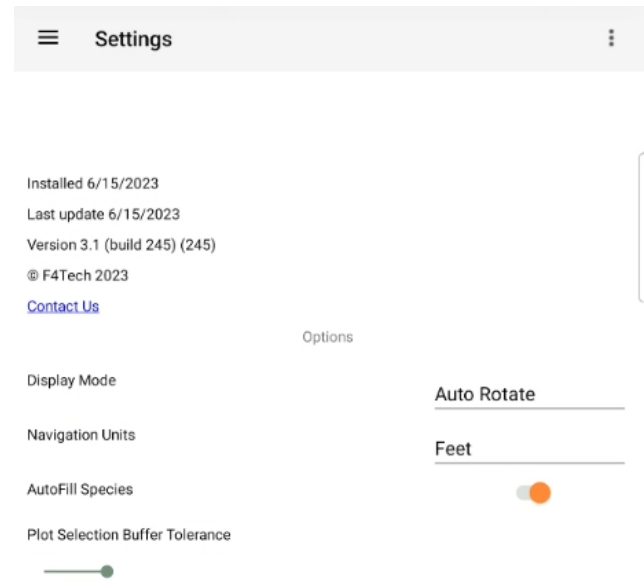 Settings
Installed 6/15/2023
Last update 6/15/2023
Version 3.1 (build 245) (245)
© F4Tech 2023
Contact Us
Options
Display Mode
Auto Rotate
Navigation Units
Feet
AutoFill Species
Plot Selection Buffer Tolerance